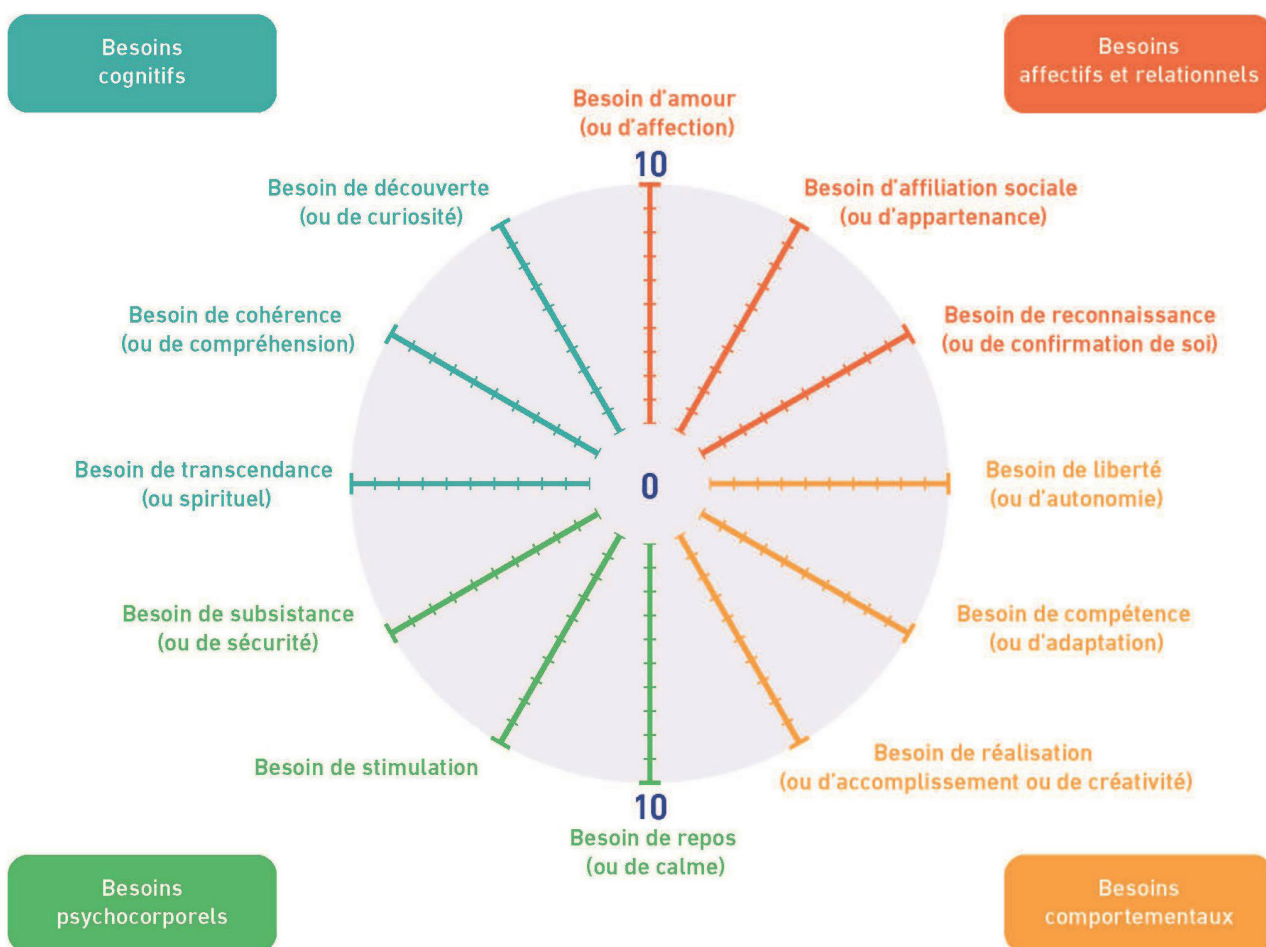 Besoins
cognitifs
Besoins
affectifs et relationnels
Besoin d'amour
(ou d'affection)
10
Besoin de découverte
(ou de curiosité)
Besoin d'affiliation sociale
(ou d'appartenance)
Besoin de cohérence
(ou de compréhension)
Besoin de reconnaissance
(ou de confirmation de soi)
Besoin de transcendance
(ou spirituel)
0
Besoin de liberté
(ou d'autonomie)
Besoin de subsistance
(ou de sécurité)
Besoin de compétence
(ou d'adaptation)
Besoin de stimulation
Besoin de réalisation
(ou d'accomplissement ou de créativité)
10
Besoin de repos
(ou de calme)
Besoins
psychocorporels
Besoins
comportementaux